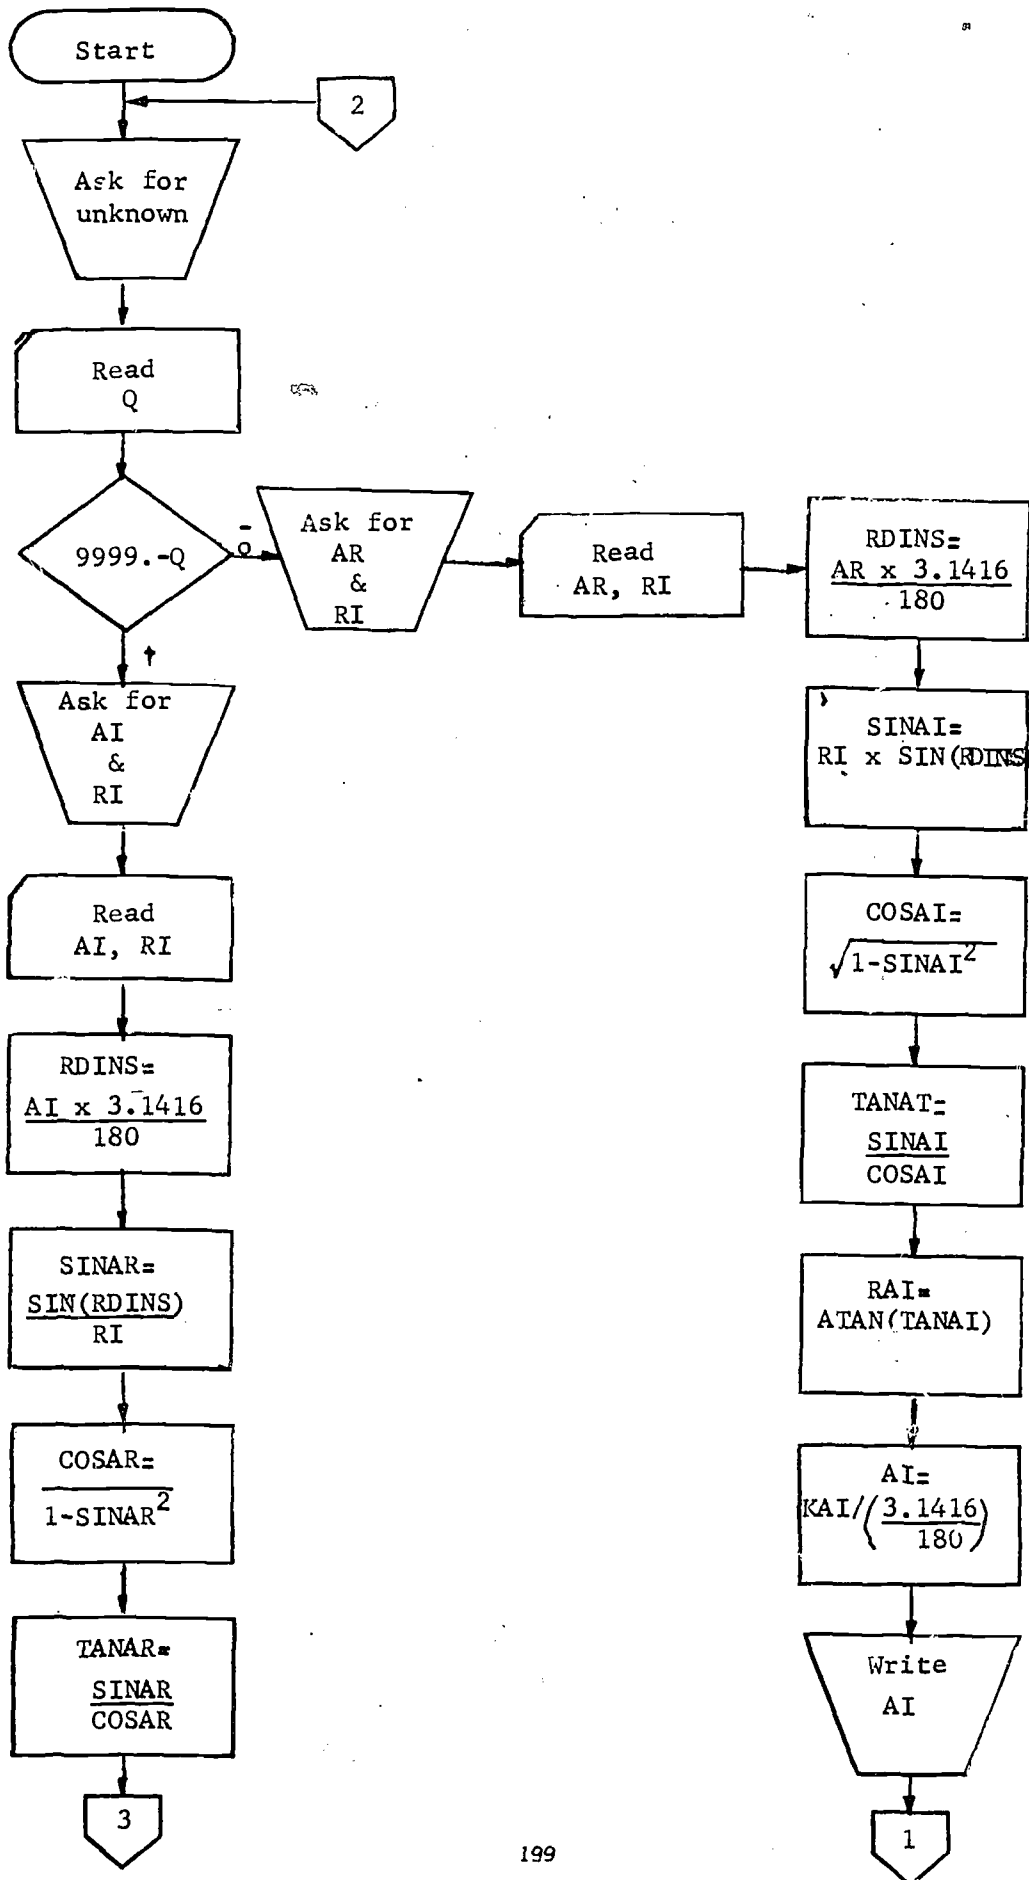 Start
2
Ask for
unknown
Read
Q
9999.-Q
-
0
Ask for
AR
&
RI
Read
AR, RI
RDINS=
AR x 3.1416
180
SINAI=
RI x SIN(RDINS
COSAI=
√1-SINAI²
TANAT=
SINAI
COSAI
RAI=
ATAN(TANAI)
AI=
KAI/(3.1416
180)
Write
AI
1
+
Ask for
AI
&
RI
Read
AI, RI
RDINS=
AI x 3.1416
180
SINAR=
SIN(RDINS)
RI
COSAR=
1-SINAR²
TANAR=
SINAR
COSAR
3
199